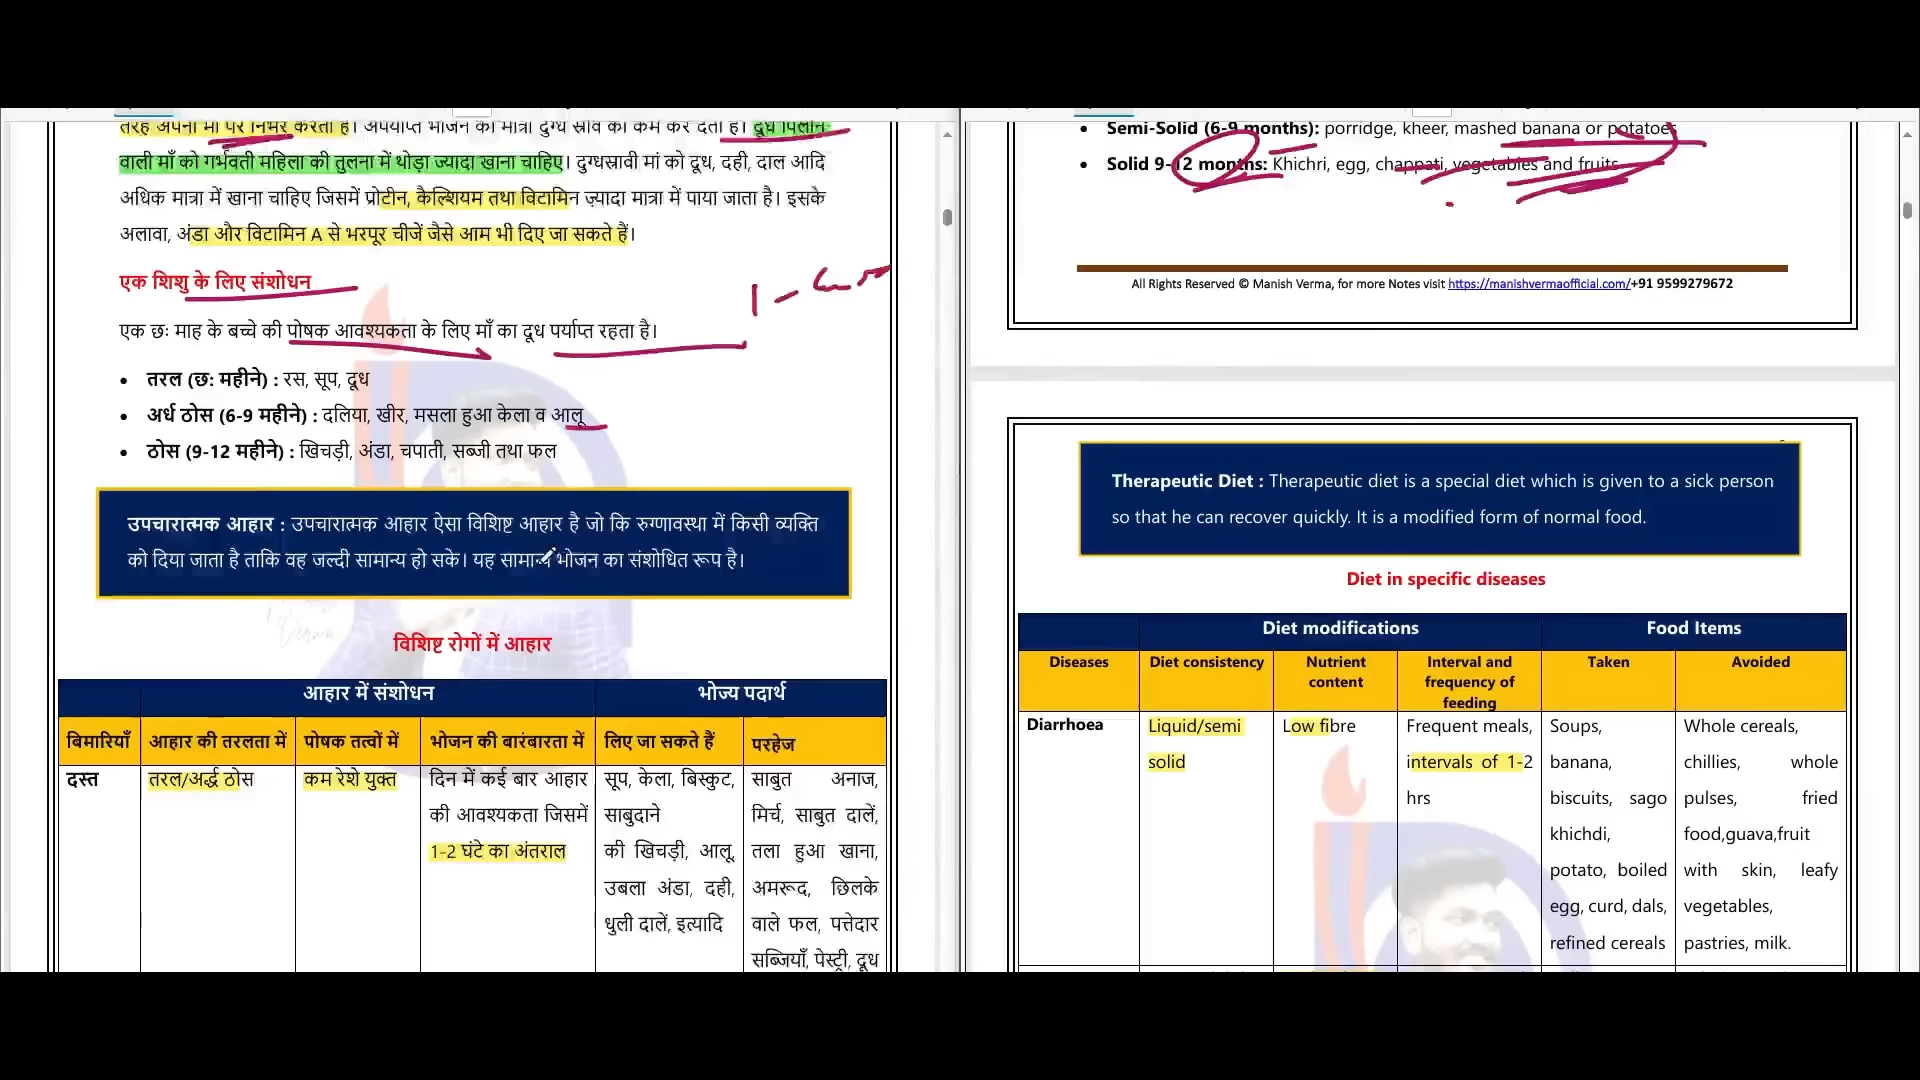 तरह अपनी माँ पर निर्भर करता है। अपर्याप्त भोजन की मात्रा दुग्ध स्राव को कम कर देता है। दूध पिलाने
वाली माँ को गर्भवती महिला की तुलना में थोड़ा ज्यादा खाना चाहिए। दुग्धस्रावी मां को दूध, दही, दाल आदि
अधिक मात्रा में खाना चाहिए जिसमें प्रोटीन, कैल्शियम तथा विटामिन ज़्यादा मात्रा में पाया जाता है। इसके
अलावा, अंडा और विटामिन A से भरपूर चीजें जैसे आम भी दिए जा सकते हैं।
एक शिशु के लिए संशोधन
एक छः माह के बच्चे की पोषक आवश्यकता के लिए माँ का दूध पर्याप्त रहता है।
• तरल (छ: महीने) : रस, सूप, दूध
• अर्ध ठोस (6-9 महीने) : दलिया, खीर, मसला हुआ केला व आलू
• ठोस (9-12 महीने) : खिचड़ी, अंडा, चपाती, सब्जी तथा फल
उपचारात्मक आहार : उपचारात्मक आहार ऐसा विशिष्ट आहार है जो कि रुग्णावस्था में किसी व्यक्ति
को दिया जाता है ताकि वह जल्दी सामान्य हो सके। यह सामान्य भोजन का संशोधित रूप है।
विशिष्ट रोगों में आहार
आहार में संशोधन भोज्य पदार्थ
बिमारियाँ आहार की तरलता में पोषक तत्वों में भोजन की बारंबारता में लिए जा सकते हैं परहेज
दस्त तरल/अर्द्ध ठोस कम रेशे युक्त दिन में कई बार आहार सूप, केला, बिस्कुट, साबुत अनाज,
की आवश्यकता जिसमें साबुदाने मिर्च, साबुत दालें,
1-2 घंटे का अंतराल की खिचड़ी, आलू, तला हुआ खाना,
उबला अंडा, दही, अमरूद, छिलके
धुली दालें, इत्यादि वाले फल, पत्तेदार
सब्जियाँ, पेस्ट्री, दूध
• Semi-Solid (6-9 months): porridge, kheer, mashed banana or potatoes
• Solid 9-12 months: Khichri, egg, chappati, vegetables and fruits
All Rights Reserved © Manish Verma, for more Notes visit https://manishvermaofficial.com/+91 9599279672
Therapeutic Diet : Therapeutic diet is a special diet which is given to a sick person
so that he can recover quickly. It is a modified form of normal food.
Diet in specific diseases
Diet modifications Food Items
Diseases Diet consistency Nutrient Interval and Taken Avoided
content frequency of
feeding
Diarrhoea Liquid/semi Low fibre Frequent meals, Soups, Whole cereals,
solid intervals of 1-2 banana, chillies, whole
hrs biscuits, sago pulses, fried
khichdi, food,guava,fruit
potato, boiled with skin, leafy
egg, curd, dals, vegetables,
refined cereals pastries, milk.